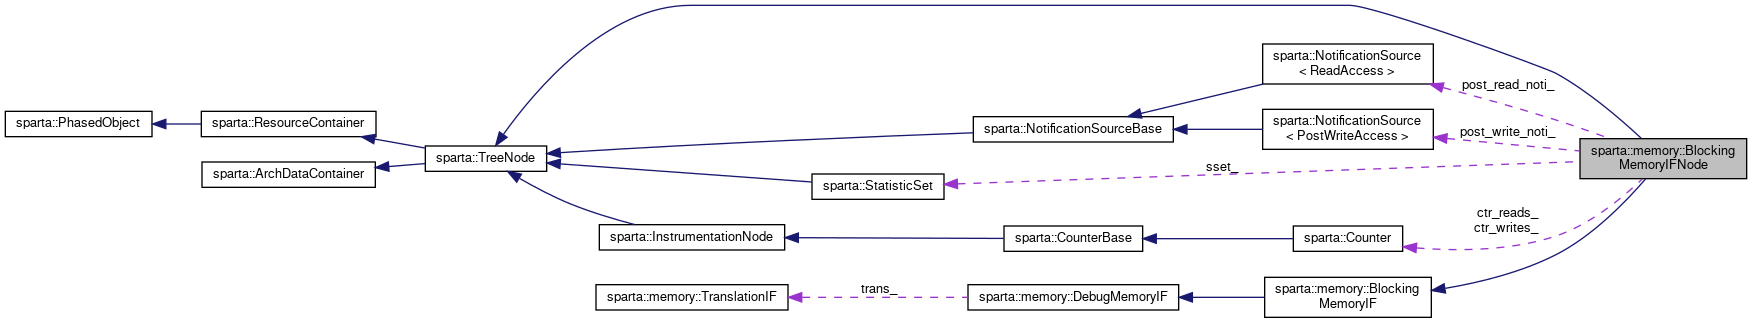 sparta::NotificationSource
< ReadAccess >
post_read_noti_
sparta::PhasedObject
sparta::ResourceContainer
sparta::NotificationSourceBase
sparta::NotificationSource
< PostWriteAccess >
post_write_noti_
sparta::memory::Blocking
MemoryIFNode
sparta::TreeNode
sparta::ArchDataContainer
sset_
sparta::StatisticSet
ctr_reads_
ctr_writes_
sparta::InstrumentationNode
sparta::CounterBase
sparta::Counter
sparta::memory::TranslationIF
trans_
sparta::memory::DebugMemoryIF
sparta::memory::Blocking
MemoryIF